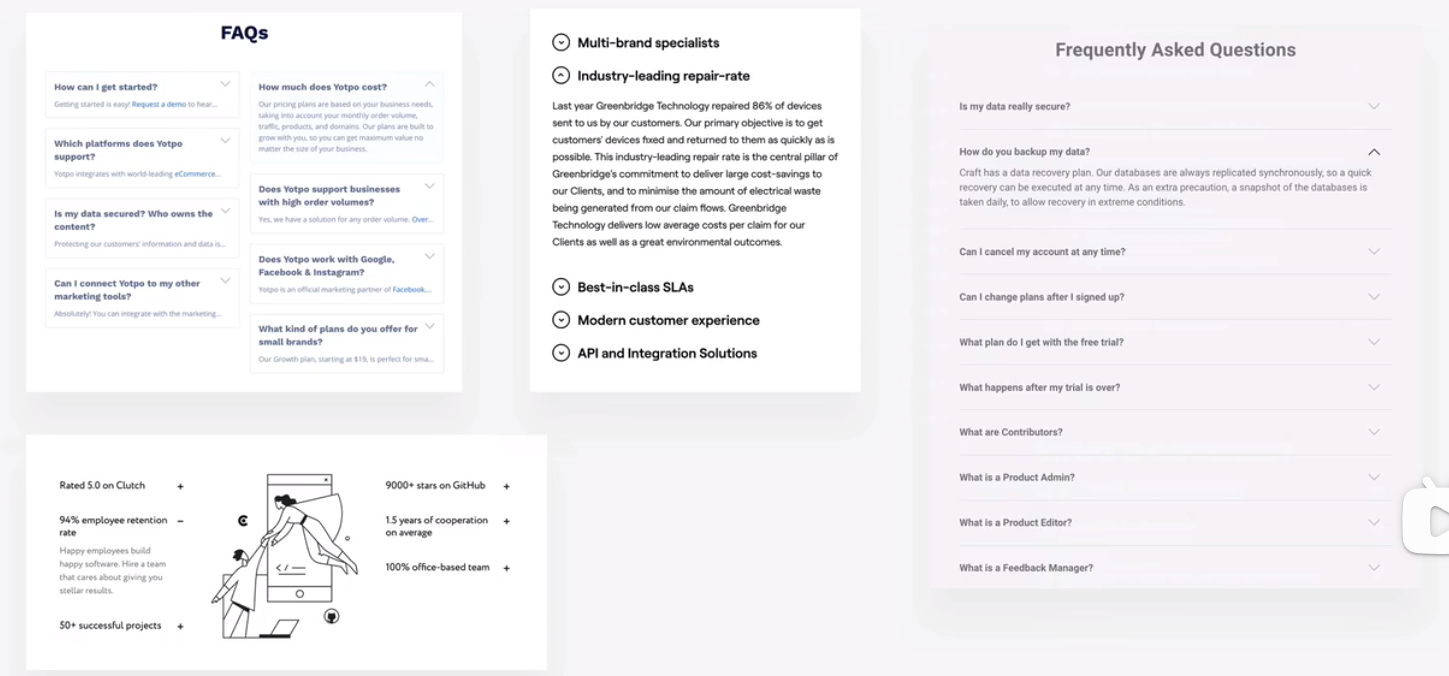 FAQs
How can I get started?
Getting started is easy! Request a demo to hear...
Which platforms does Yotpo
support?
Yotpo integrates with world-leading eCommerce...
Is my data secured? Who owns the
content?
Protecting our customers' information and data is...
Can I connect Yotpo to my other
marketing tools?
Absolutely! You can integrate with the marketing...
How much does Yotpo cost?
Our pricing plans are based on your business needs,
taking into account your monthly order volume,
traffic, products, and domains. Our plans are built to
grow with you, so you can get maximum value no
matter the size of your business.
Does Yotpo support businesses
with high order volumes?
Yes, we have a solution for any order volume. Over...
Does Yotpo work with Google,
Facebook & Instagram?
Yotpo is an official marketing partner of Facebook...
What kind of plans do you offer for
small brands?
Our Growth plan, starting at $19, is perfect for sma...
Multi-brand specialists
Industry-leading repair-rate
Last year Greenbridge Technology repaired 86% of devices
sent to us by our customers. Our primary objective is to get
customers' devices fixed and returned to them as quickly as is
possible. This industry-leading repair rate is the central pillar of
Greenbridge's commitment to deliver large cost-savings to
our Clients, and to minimise the amount of electrical waste
being generated from our claim flows. Greenbridge
Technology delivers low average costs per claim for our
Clients as well as a great environmental outcomes.
Best-in-class SLAs
Modern customer experience
API and Integration Solutions
Frequently Asked Questions
Is my data really secure?
How do you backup my data?
Craft has a data recovery plan. Our databases are always replicated synchronously, so a quick
recovery can be executed at any time. As an extra precaution, a snapshot of the databases is
taken daily, to allow recovery in extreme conditions.
Can I cancel my account at any time?
Can I change plans after I signed up?
What plan do I get with the free trial?
What happens after my trial is over?
What are Contributors?
What is a Product Admin?
What is a Product Editor?
What is a Feedback Manager?
Rated 5.0 on Clutch +
94% employee retention –
rate
Happy employees build
happy software. Hire a team
that cares about giving you
stellar results.
50+ successful projects +
</>
9000+ stars on GitHub +
1.5 years of cooperation +
on average
100% office-based team +